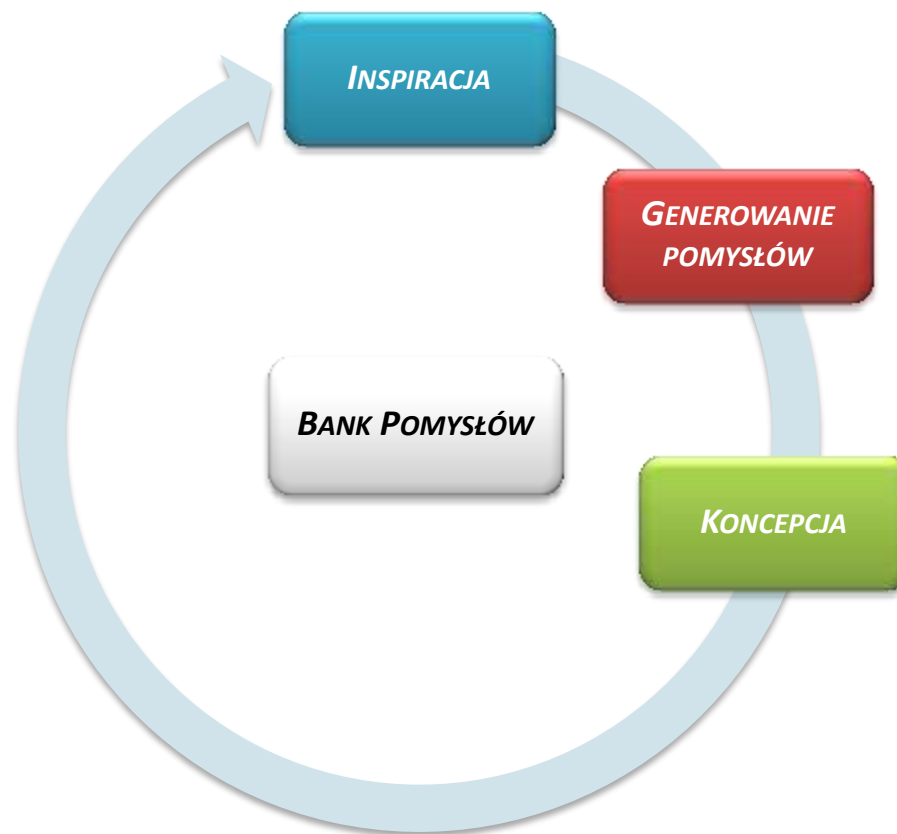 INSPIRACJA
GENEROWANIE
POMYSŁÓW
BANK POMYSŁÓW
KONCEPCJA